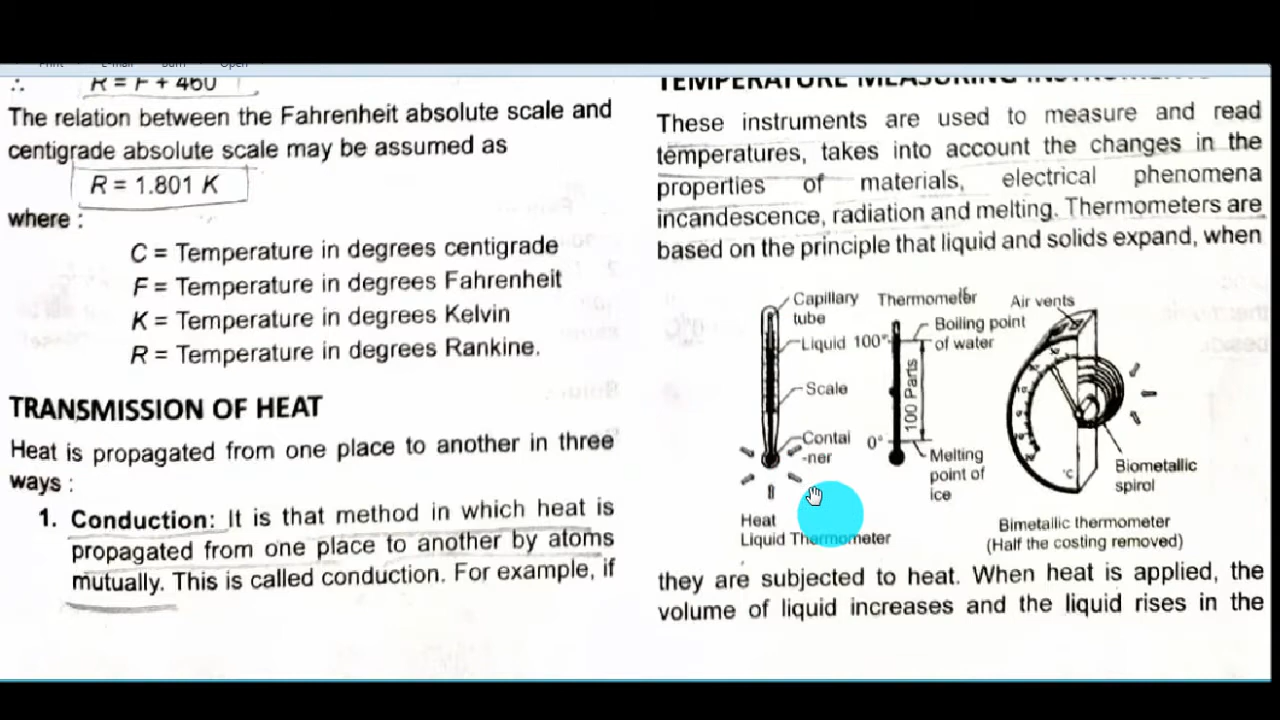 ∴ R = F + 460
The relation between the Fahrenheit absolute scale and
centigrade absolute scale may be assumed as
R = 1.801 K
where :
C = Temperature in degrees centigrade
F = Temperature in degrees Fahrenheit
K = Temperature in degrees Kelvin
R = Temperature in degrees Rankine.
TRANSMISSION OF HEAT
Heat is propagated from one place to another in three
ways :
1. Conduction: It is that method in which heat is
propagated from one place to another by atoms
mutually. This is called conduction. For example, if
TEMPERATURE MEASURING INSTRUMENTS
These instruments are used to measure and read
temperatures, takes into account the changes in the
properties of materials, electrical phenomena
incandescence, radiation and melting. Thermometers are
based on the principle that liquid and solids expand, when
Capillary
tube
Liquid
Scale
Contai
-ner
Heat
Liquid Thermometer
Thermometer
100°
Boiling point
of water
100 Parts
0°
Melting
point of
ice
Air vents
°C
Biometallic
spirol
Bimetallic thermometer
(Half the costing removed)
they are subjected to heat. When heat is applied, the
volume of liquid increases and the liquid rises in the